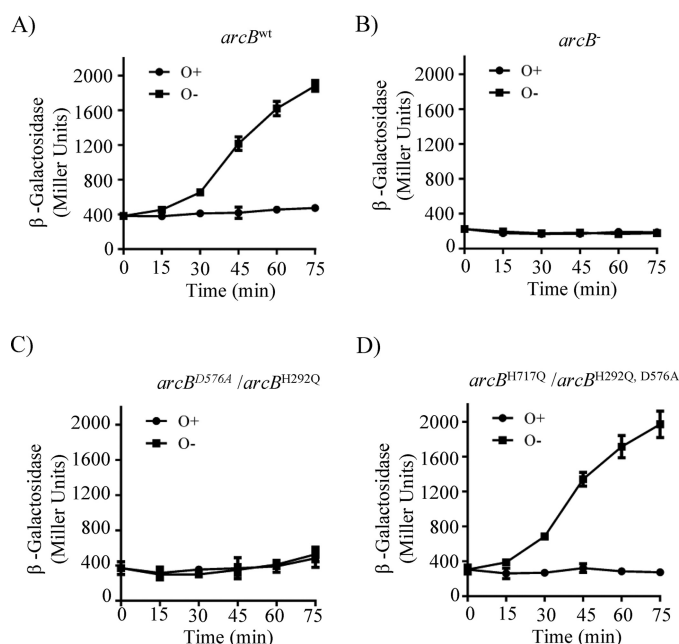 A)
arcB^wt
O+
O-
2000
1600
1200
800
400
0
β-Galactosidase
(Miller Units)
0 15 30 45 60 75
Time (min)
B)
arcB^-
O+
O-
2000
1600
1200
800
400
0
β-Galactosidase
(Miller Units)
0 15 30 45 60 75
Time (min)
C)
arcB^D576A /arcB^H292Q
O+
O-
2000
1600
1200
800
400
0
β-Galactosidase
(Miller Units)
0 15 30 45 60 75
Time (min)
D)
arcB^H717Q /arcB^H292Q, D576A
O+
O-
2000
1600
1200
800
400
0
β-Galactosidase
(Miller Units)
0 15 30 45 60 75
Time (min)